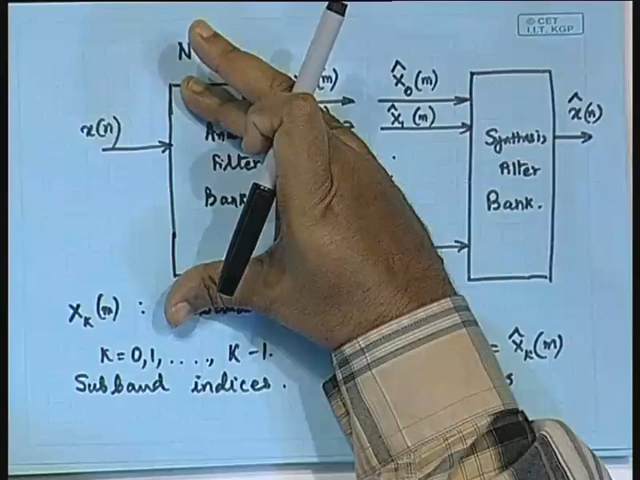 © CET
I.I.T. KGP
N
x(n)
(m)
Filter
Bank
X̂₀(m)
X̂₁(m)
Synthesis
Filter
Bank.
x̂(n)
Xₖ(m) :
K = 0,1, ...., K-1.
Subband indices.
= X̂ₖ(m)